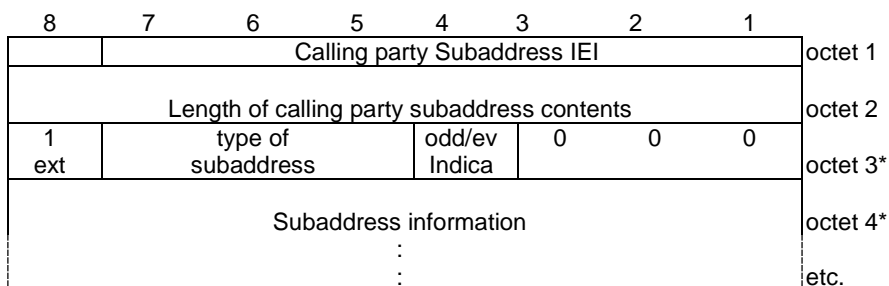 8 7 6 5 4 3 2 1
Calling party Subaddress IEI octet 1
Length of calling party subaddress contents octet 2
1 type of odd/ev 0 0 0
ext subaddress Indica octet 3*
Subaddress information octet 4*
:
: etc.